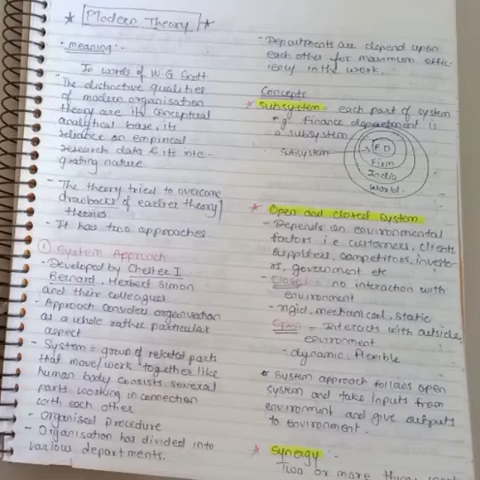 Modern Theory
• meaning :-
In words of W.G Scott
"The distinctive qualities
of modern organisation
theory are its conceptual
analytical base, its
reliance on empirical
research data & its inte-
grating nature
- The theory tried to overcome
drawbacks of earlier theory/
theories
- It has two approaches
① System Approach
- Developed by Chester I.
Bernard, Herbert Simon
and their colleagues
- Approach considers organisation
as a whole rather particular
aspect
- System = group of related parts
that move/work together like
human body consists several
parts working in connection
with each other
- Organised procedure
- Organisation has divided into
various departments.
- Departments are depend upon
each other for maximum effic-
iency in the work.
Concepts
* Subsystem - each part of system
e.g finance department is
a subsystem
Subsystem
F.D
Firm
India
World
* Open and closed system
- Depends on environmental
factors i.e customers, clients
suppliers, competitors, investo-
rs, government etc
- Closed : no interaction with
environment
- rigid, mechanical, static
Open - Interacts with outside
environment
- dynamic, flexible
• System approach follows open
system and take inputs from
environment and give outputs
to environment.
* Synergy -
Two or more things